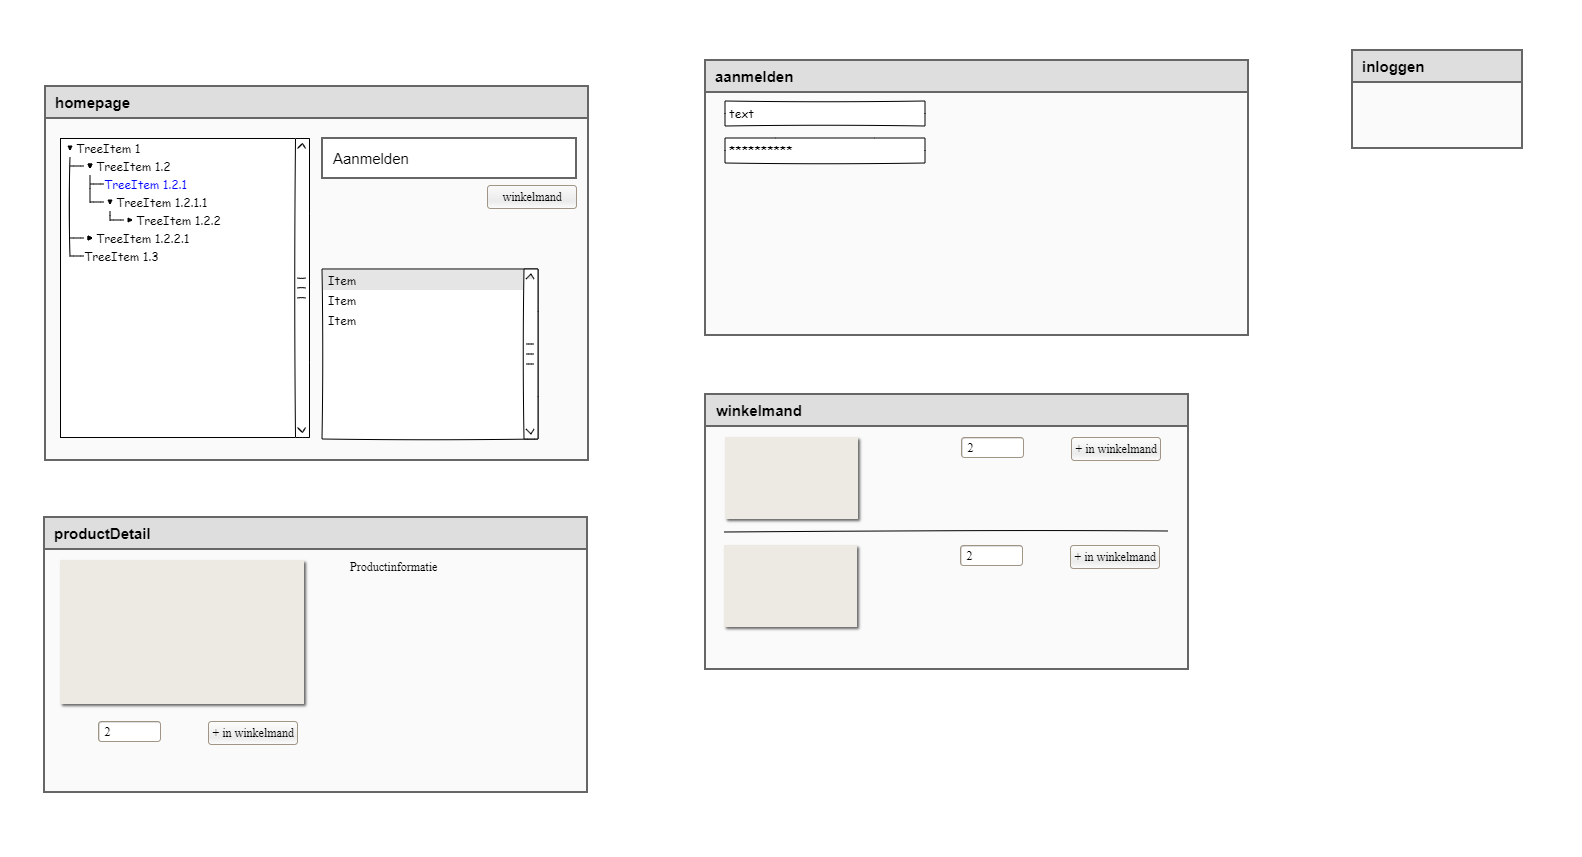 homepage
TreeItem 1
TreeItem 1.2
TreeItem 1.2.1
TreeItem 1.2.1.1
TreeItem 1.2.2
TreeItem 1.2.2.1
TreeItem 1.3
Aanmelden
winkelmand
Item
Item
Item
productDetail
Productinformatie
2
+ in winkelmand
aanmelden
text
**********
winkelmand
2
+ in winkelmand
2
+ in winkelmand
inloggen